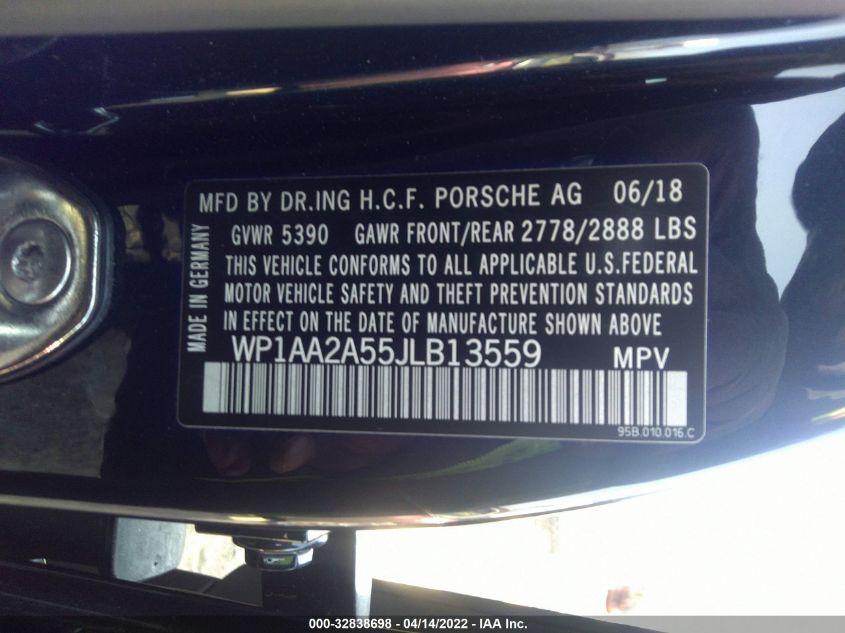 MFD BY DR.ING H.C.F. PORSCHE AG 06/18
MADE IN GERMANY
GVWR 5390 GAWR FRONT/REAR 2778/2888 LBS
THIS VEHICLE CONFORMS TO ALL APPLICABLE U.S.FEDERAL
MOTOR VEHICLE SAFETY AND THEFT PREVENTION STANDARDS
IN EFFECT ON THE DATE OF MANUFACTURE SHOWN ABOVE
WP1AA2A55JLB13559 MPV
95B.010.016.C
000-32838698 - 04/14/2022 - IAA Inc.